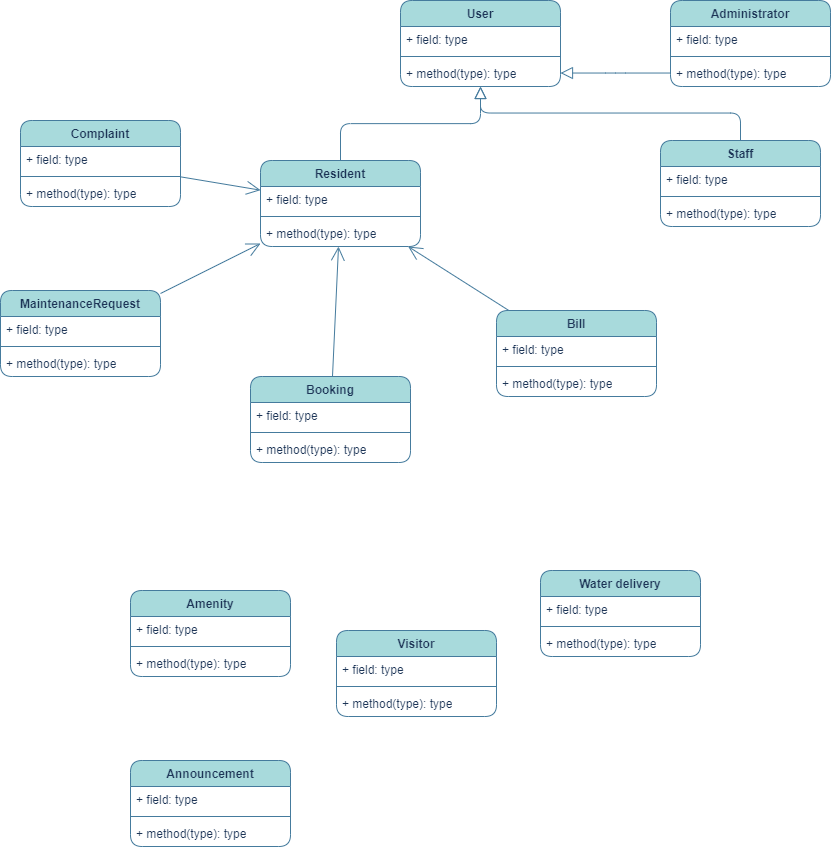 User
+ field: type
+ method(type): type
Administrator
+ field: type
+ method(type): type
Complaint
+ field: type
+ method(type): type
Resident
+ field: type
+ method(type): type
Staff
+ field: type
+ method(type): type
MaintenanceRequest
+ field: type
+ method(type): type
Bill
+ field: type
+ method(type): type
Booking
+ field: type
+ method(type): type
Amenity
+ field: type
+ method(type): type
Visitor
+ field: type
+ method(type): type
Water delivery
+ field: type
+ method(type): type
Announcement
+ field: type
+ method(type): type